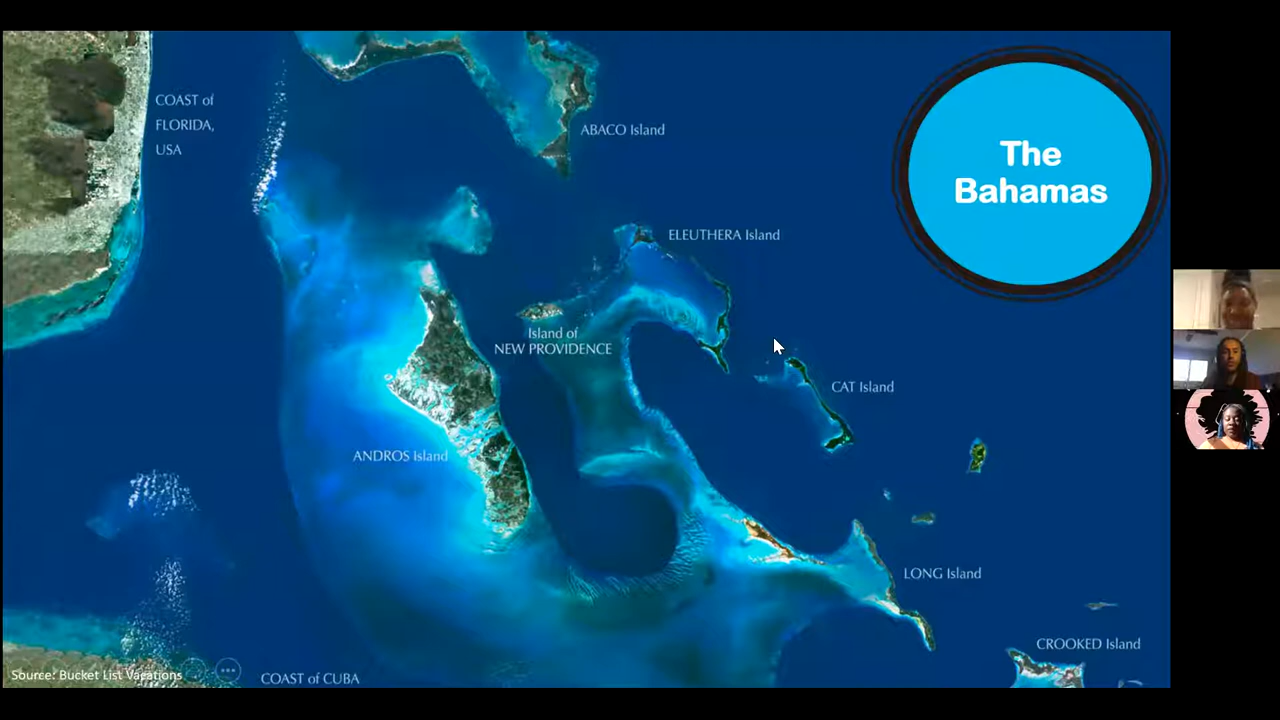 COAST of
FLORIDA,
USA
ABACO Island
The
Bahamas
ELEUTHERA Island
Island of
NEW PROVIDENCE
CAT Island
ANDROS Island
LONG Island
CROOKED Island
Source: Bucket List Vacations
COAST of CUBA